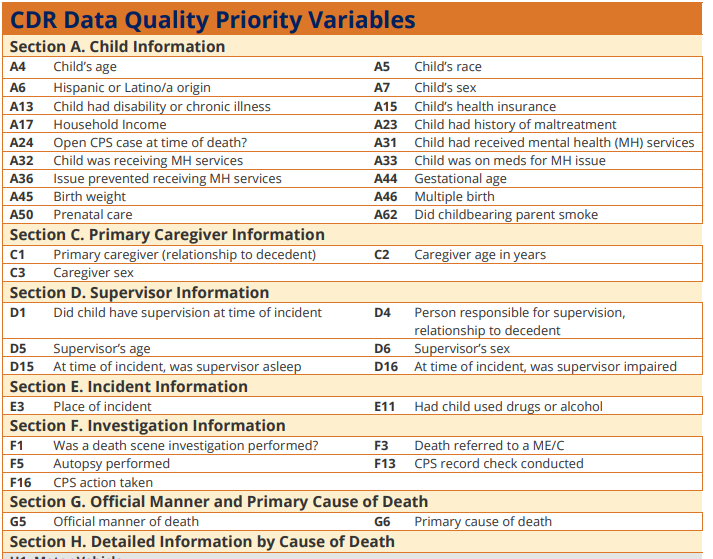 CDR Data Quality Priority Variables
Section A. Child Information
A4 Child's age A5 Child's race
A6 Hispanic or Latino/a origin A7 Child's sex
A13 Child had disability or chronic illness A15 Child's health insurance
A17 Household Income A23 Child had history of maltreatment
A24 Open CPS case at time of death? A31 Child had received mental health (MH) services
A32 Child was receiving MH services A33 Child was on meds for MH issue
A36 Issue prevented receiving MH services A44 Gestational age
A45 Birth weight A46 Multiple birth
A50 Prenatal care A62 Did childbearing parent smoke
Section C. Primary Caregiver Information
C1 Primary caregiver (relationship to decedent) C2 Caregiver age in years
C3 Caregiver sex
Section D. Supervisor Information
D1 Did child have supervision at time of incident D4 Person responsible for supervision,
relationship to decedent
D5 Supervisor's age D6 Supervisor's sex
D15 At time of incident, was supervisor asleep D16 At time of incident, was supervisor impaired
Section E. Incident Information
E3 Place of incident E11 Had child used drugs or alcohol
Section F. Investigation Information
F1 Was a death scene investigation performed? F3 Death referred to a ME/C
F5 Autopsy performed F13 CPS record check conducted
F16 CPS action taken
Section G. Official Manner and Primary Cause of Death
G5 Official manner of death G6 Primary cause of death
Section H. Detailed Information by Cause of Death